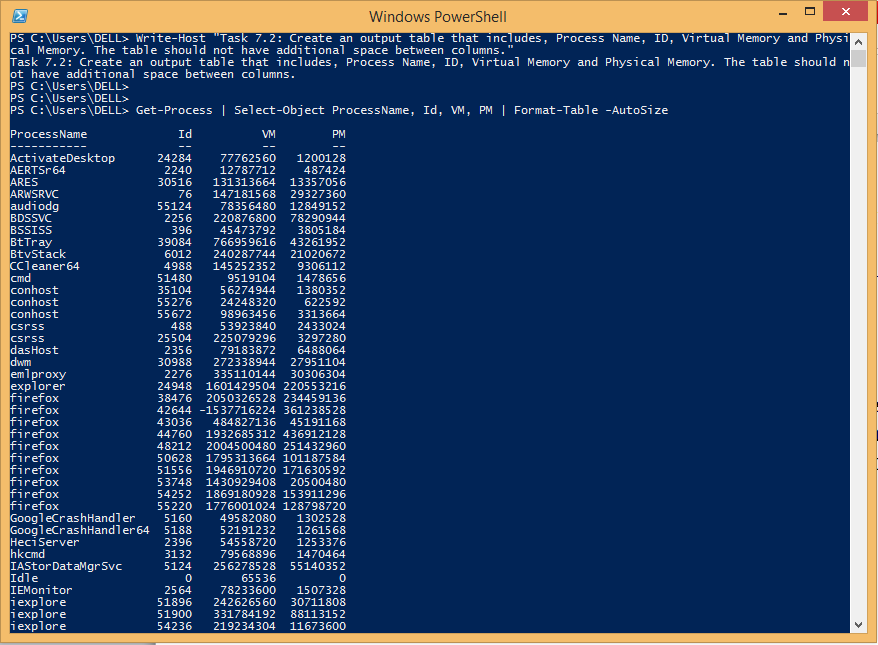 Windows PowerShell
PS C:\Users\DELL> Write-Host "Task 7.2: Create an output table that includes, Process Name, ID, Virtual Memory and Physi
cal Memory. The table should not have additional space between columns."
Task 7.2: Create an output table that includes, Process Name, ID, Virtual Memory and Physical Memory. The table should n
ot have additional space between columns.
PS C:\Users\DELL>
PS C:\Users\DELL>
PS C:\Users\DELL> Get-Process | Select-Object ProcessName, Id, VM, PM | Format-Table -AutoSize
ProcessName Id VM PM
----------- -- -- --
ActivateDesktop 24284 77762560 1200128
AERTSr64 2240 12787712 487424
ARES 30516 131313664 13357056
ARWSRVC 76 147181568 29327360
audiodg 55124 78356480 12849152
BDSSVC 2256 220876800 78290944
BSSISS 396 45473792 3805184
BtTray 39084 766959616 43261952
BtvStack 6012 240287744 21020672
CCleaner64 4988 145252352 9306112
cmd 51480 9519104 1478656
conhost 35104 56274944 1380352
conhost 55276 24248320 622592
conhost 55672 98963456 3313664
csrss 488 53923840 2433024
csrss 25504 225079296 3297280
dasHost 2356 79183872 6488064
dwm 30988 272338944 27951104
emlproxy 2276 335110144 30306304
explorer 24948 1601429504 220553216
firefox 38476 2050326528 234459136
firefox 42644 -1537716224 361238528
firefox 43036 484827136 45191168
firefox 44760 1932685312 436912128
firefox 48212 2004500480 251432960
firefox 50628 1795313664 101187584
firefox 51556 1946910720 171630592
firefox 53748 1430929408 20500480
firefox 54252 1869180928 153911296
firefox 55220 1776001024 128798720
GoogleCrashHandler 5160 49582080 1302528
GoogleCrashHandler64 5188 52191232 1261568
HeciServer 2396 54558720 1253376
hkcmd 3132 79568896 1470464
IAStorDataMgrSvc 5124 256278528 55140352
Idle 0 65536 0
IEMonitor 2564 78233600 1507328
iexplore 51896 242626560 30711808
iexplore 51900 331784192 88113152
iexplore 54236 219234304 11673600